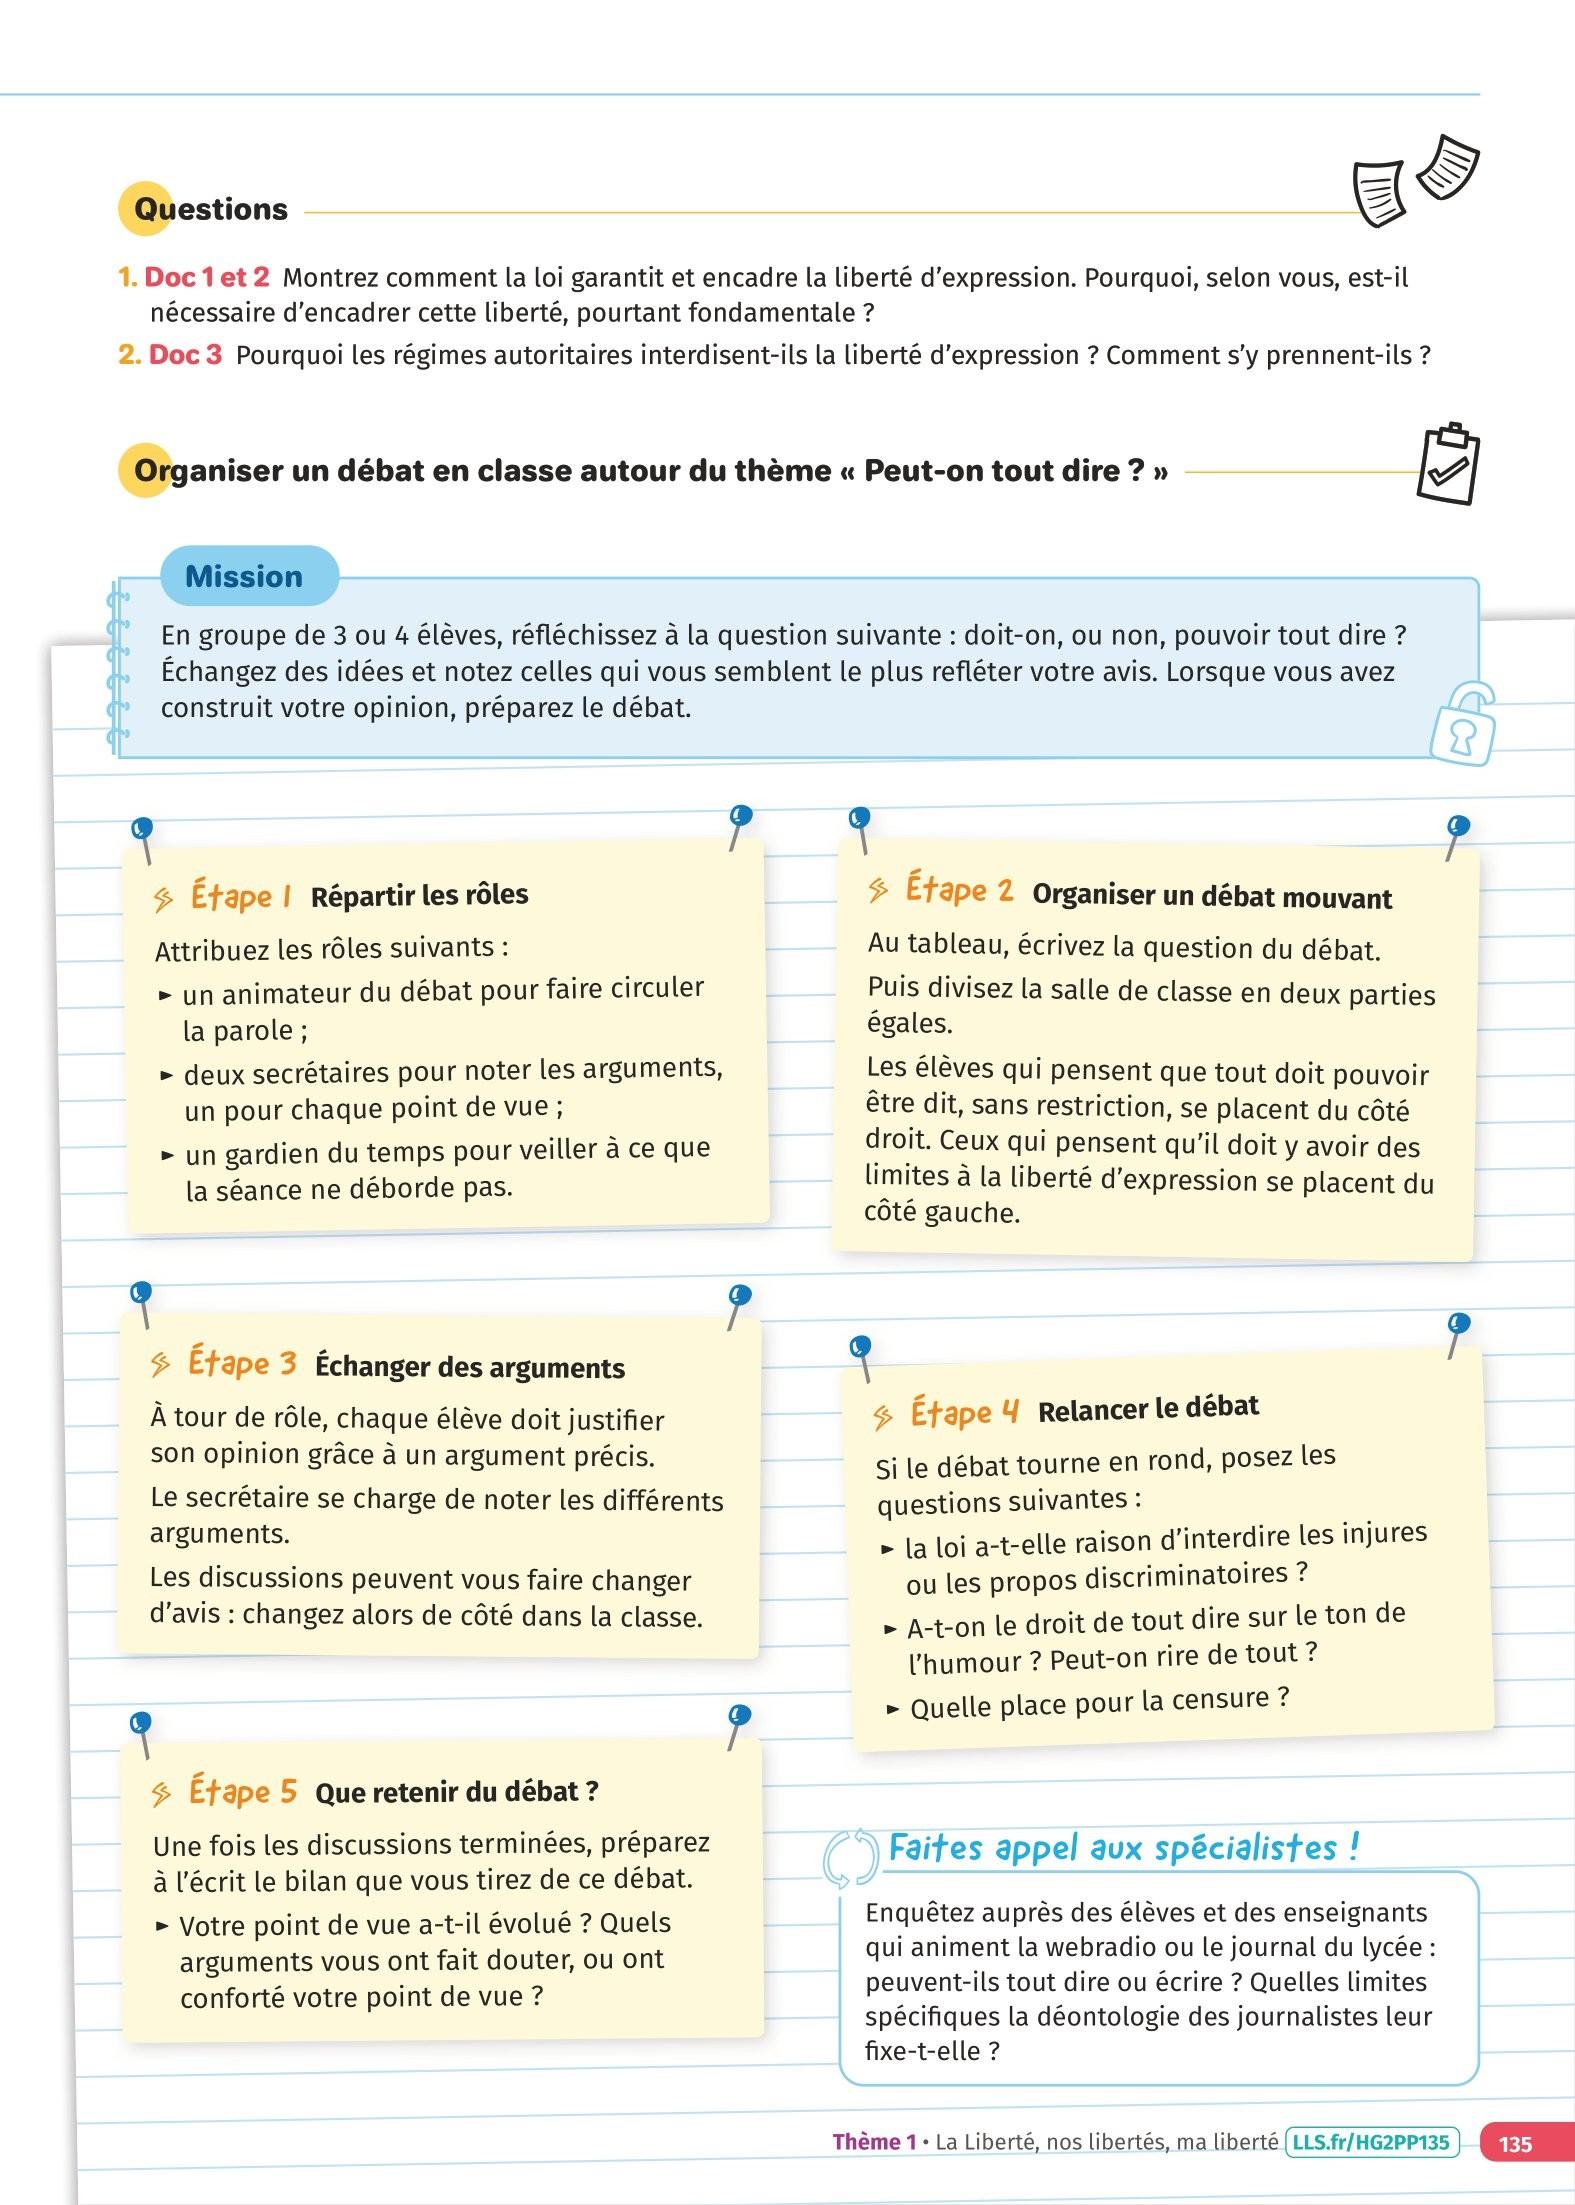 Questions
1. Doc 1 et 2 Montrez comment la loi garantit et encadre la liberté d’expression. Pourquoi, selon vous, est-il
nécessaire d’encadrer cette liberté, pourtant fondamentale ?
2. Doc 3 Pourquoi les régimes autoritaires interdisent-ils la liberté d’expression ? Comment s’y prennent-ils ?
Organiser un débat en classe autour du thème « Peut-on tout dire ? »
Mission
En groupe de 3 ou 4 élèves, réfléchissez à la question suivante : doit-on, ou non, pouvoir tout dire ?
Échangez des idées et notez celles qui vous semblent le plus refléter votre avis. Lorsque vous avez
construit votre opinion, préparez le débat.
Étape 1 Répartir les rôles
Attribuez les rôles suivants :
► un animateur du débat pour faire circuler
la parole ;
► deux secrétaires pour noter les arguments,
un pour chaque point de vue ;
► un gardien du temps pour veiller à ce que
la séance ne déborde pas.
Étape 2 Organiser un débat mouvant
Au tableau, écrivez la question du débat.
Puis divisez la salle de classe en deux parties
égales.
Les élèves qui pensent que tout doit pouvoir
être dit, sans restriction, se placent du côté
droit. Ceux qui pensent qu’il doit y avoir des
limites à la liberté d’expression se placent du
côté gauche.
Étape 3 Échanger des arguments
À tour de rôle, chaque élève doit justifier
son opinion grâce à un argument précis.
Le secrétaire se charge de noter les différents
arguments.
Les discussions peuvent vous faire changer
d’avis : changez alors de côté dans la classe.
Étape 4 Relancer le débat
Si le débat tourne en rond, posez les
questions suivantes :
► la loi a-t-elle raison d’interdire les injures
ou les propos discriminatoires ?
► A-t-on le droit de tout dire sur le ton de
l’humour ? Peut-on rire de tout ?
► Quelle place pour la censure ?
Étape 5 Que retenir du débat ?
Une fois les discussions terminées, préparez
à l’écrit le bilan que vous tirez de ce débat.
► Votre point de vue a-t-il évolué ? Quels
arguments vous ont fait douter, ou ont
conforté votre point de vue ?
Faites appel aux spécialistes !
Enquêtez auprès des élèves et des enseignants
qui animent la webradio ou le journal du lycée :
peuvent-ils tout dire ou écrire ? Quelles limites
spécifiques la déontologie des journalistes leur
fixe-t-elle ?
Thème 1 • La Liberté, nos libertés, ma liberté LLS.fr/HG2PP135 135